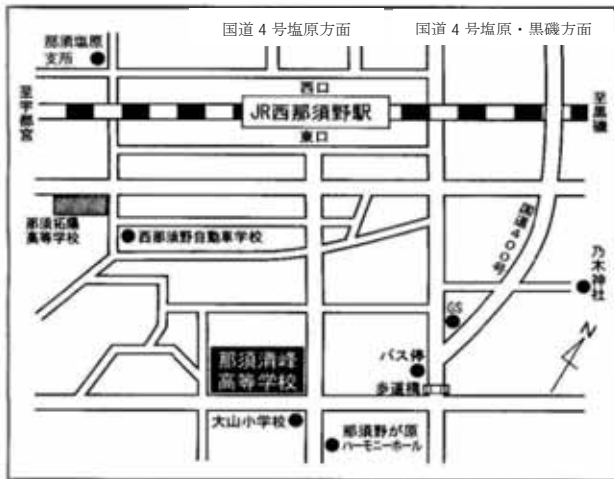 国道4号塩原方面
国道4号塩原・黒磯方面
那須塩原
支所
西口
至宇都宮
JR西那須野駅
至黒磯
東口
那須拓陽
高等学校
西那須野自動車学校
国道400号
乃木神社
GS
N
那須清峰
高等学校
バス停
歩道橋
大山小学校
那須野が原
ハーモニーホール